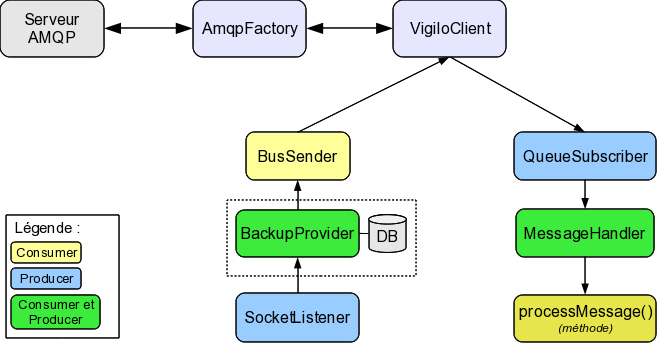 Serveur
AMQP
AmqpFactory
VigiloClient
BusSender
QueueSubscriber
BackupProvider
DB
MessageHandler
Légende :
Consumer
Producer
Consumer et
Producer
SocketListener
processMessage()
(méthode)